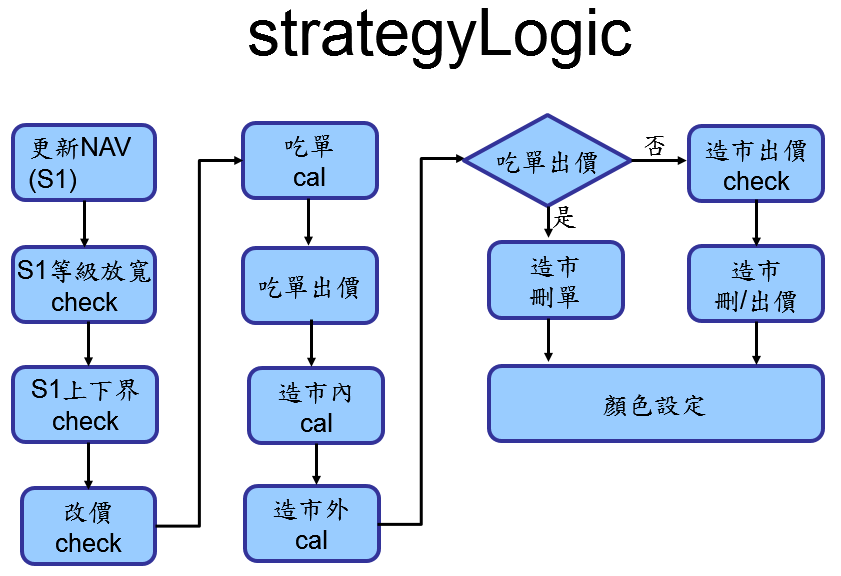 strategyLogic
更新NAV
(S1)
S1等級放寬
check
S1上下界
check
改價
check
吃單
cal
吃單出價
造市內
cal
造市外
cal
吃單出價
否
是
造市出價
check
造市
刪單
造市
刪/出價
顏色設定